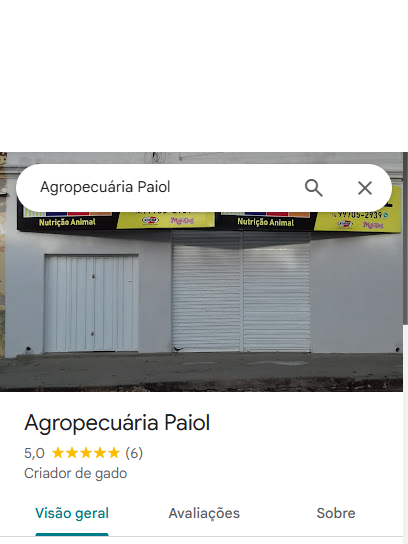 Agropecuária Paiol
99705-2939
Nutrição Animal
Nutrição Animal
Agropecuária Paiol
5,0 (6)
Criador de gado
Visão geral Avaliações Sobre